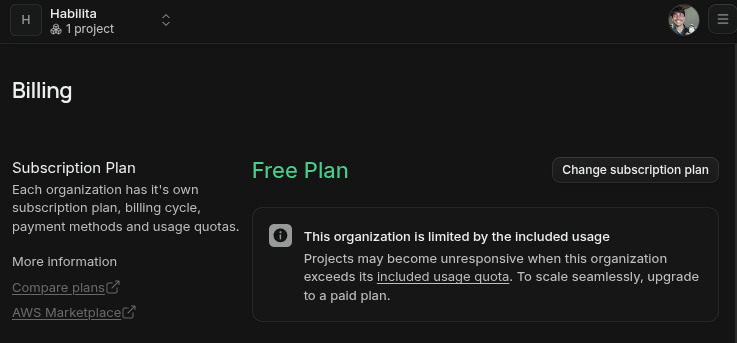 H
Habilita
1 project
Billing
Subscription Plan
Each organization has it's own
subscription plan, billing cycle,
payment methods and usage quotas.
More information
Compare plans
AWS Marketplace
Free Plan
Change subscription plan
This organization is limited by the included usage
Projects may become unresponsive when this organization
exceeds its included usage quota. To scale seamlessly, upgrade
to a paid plan.